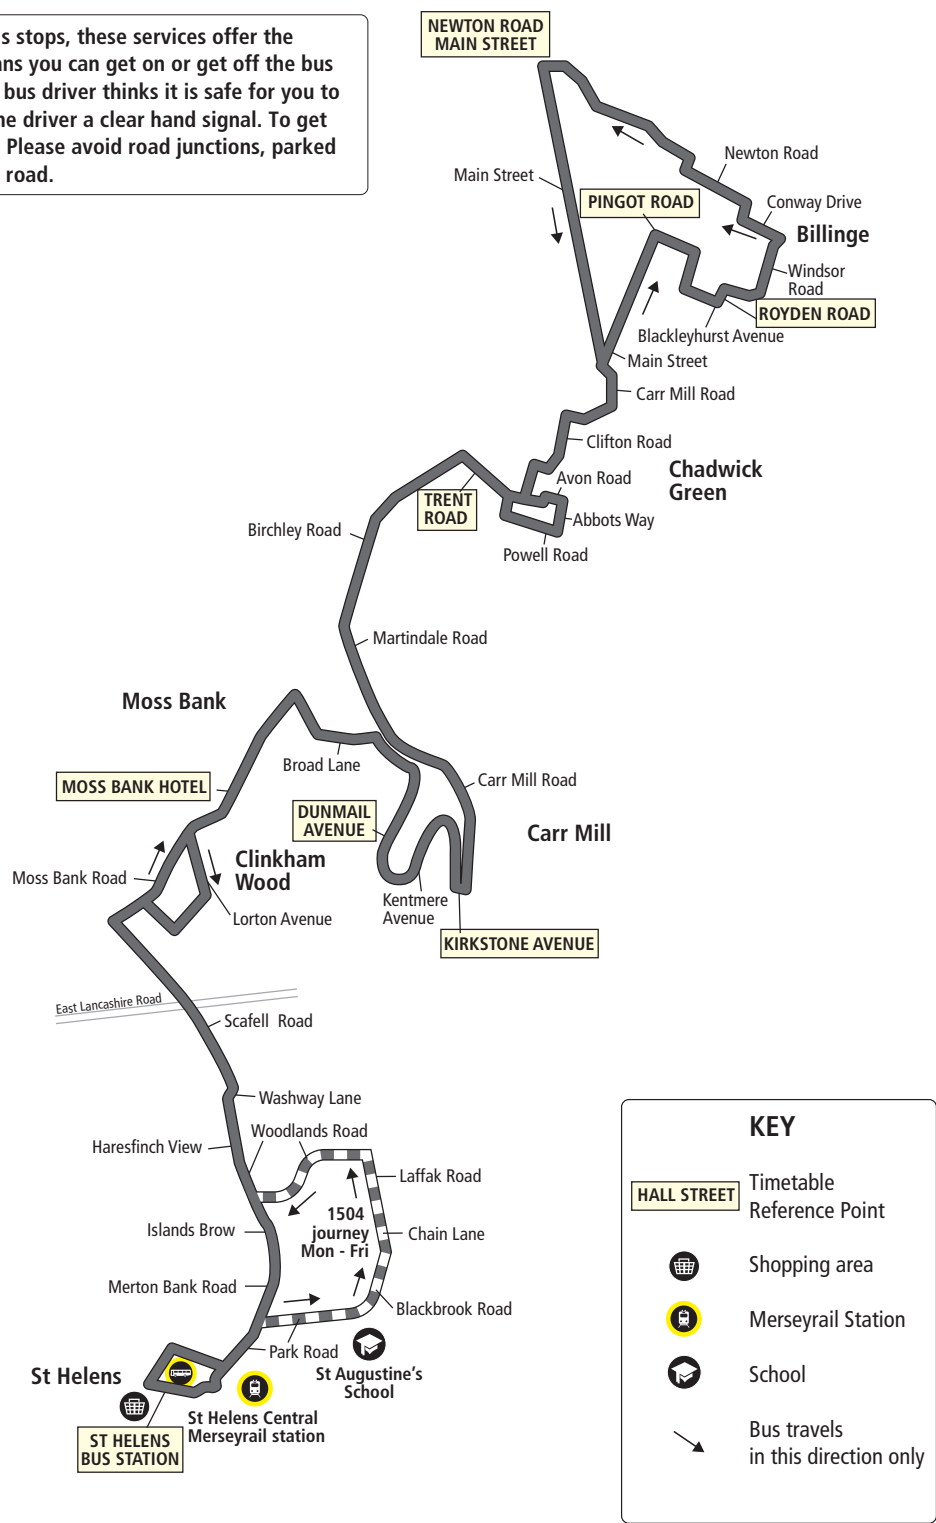 s stops, these services offer the
ans you can get on or get off the bus
bus driver thinks it is safe for you to
he driver a clear hand signal. To get
Please avoid road junctions, parked
road.
NEWTON ROAD
MAIN STREET
Newton Road
Main Street
PINGOT ROAD
Conway Drive
Billinge
Windsor
Road
ROYDEN ROAD
Blackleyhurst Avenue
Main Street
Carr Mill Road
Clifton Road
Chadwick
Green
Avon Road
TRENT
ROAD
Abbots Way
Birchley Road
Powell Road
Martindale Road
Moss Bank
Broad Lane
MOSS BANK HOTEL
Carr Mill Road
DUNMAIL
AVENUE
Carr Mill
Clinkham
Wood
Moss Bank Road
Kentmere
Avenue
Lorton Avenue
KIRKSTONE AVENUE
East Lancashire Road
Scafell Road
Washway Lane
Woodlands Road
Haresfinch View
Laffak Road
1504
journey
Mon - Fri
Islands Brow
Chain Lane
Merton Bank Road
Blackbrook Road
Park Road
St Helens
St Augustine's
School
St Helens Central
Merseyrail station
ST HELENS
BUS STATION
KEY
HALL STREET
Timetable
Reference Point
Shopping area
Merseyrail Station
School
Bus travels
in this direction only